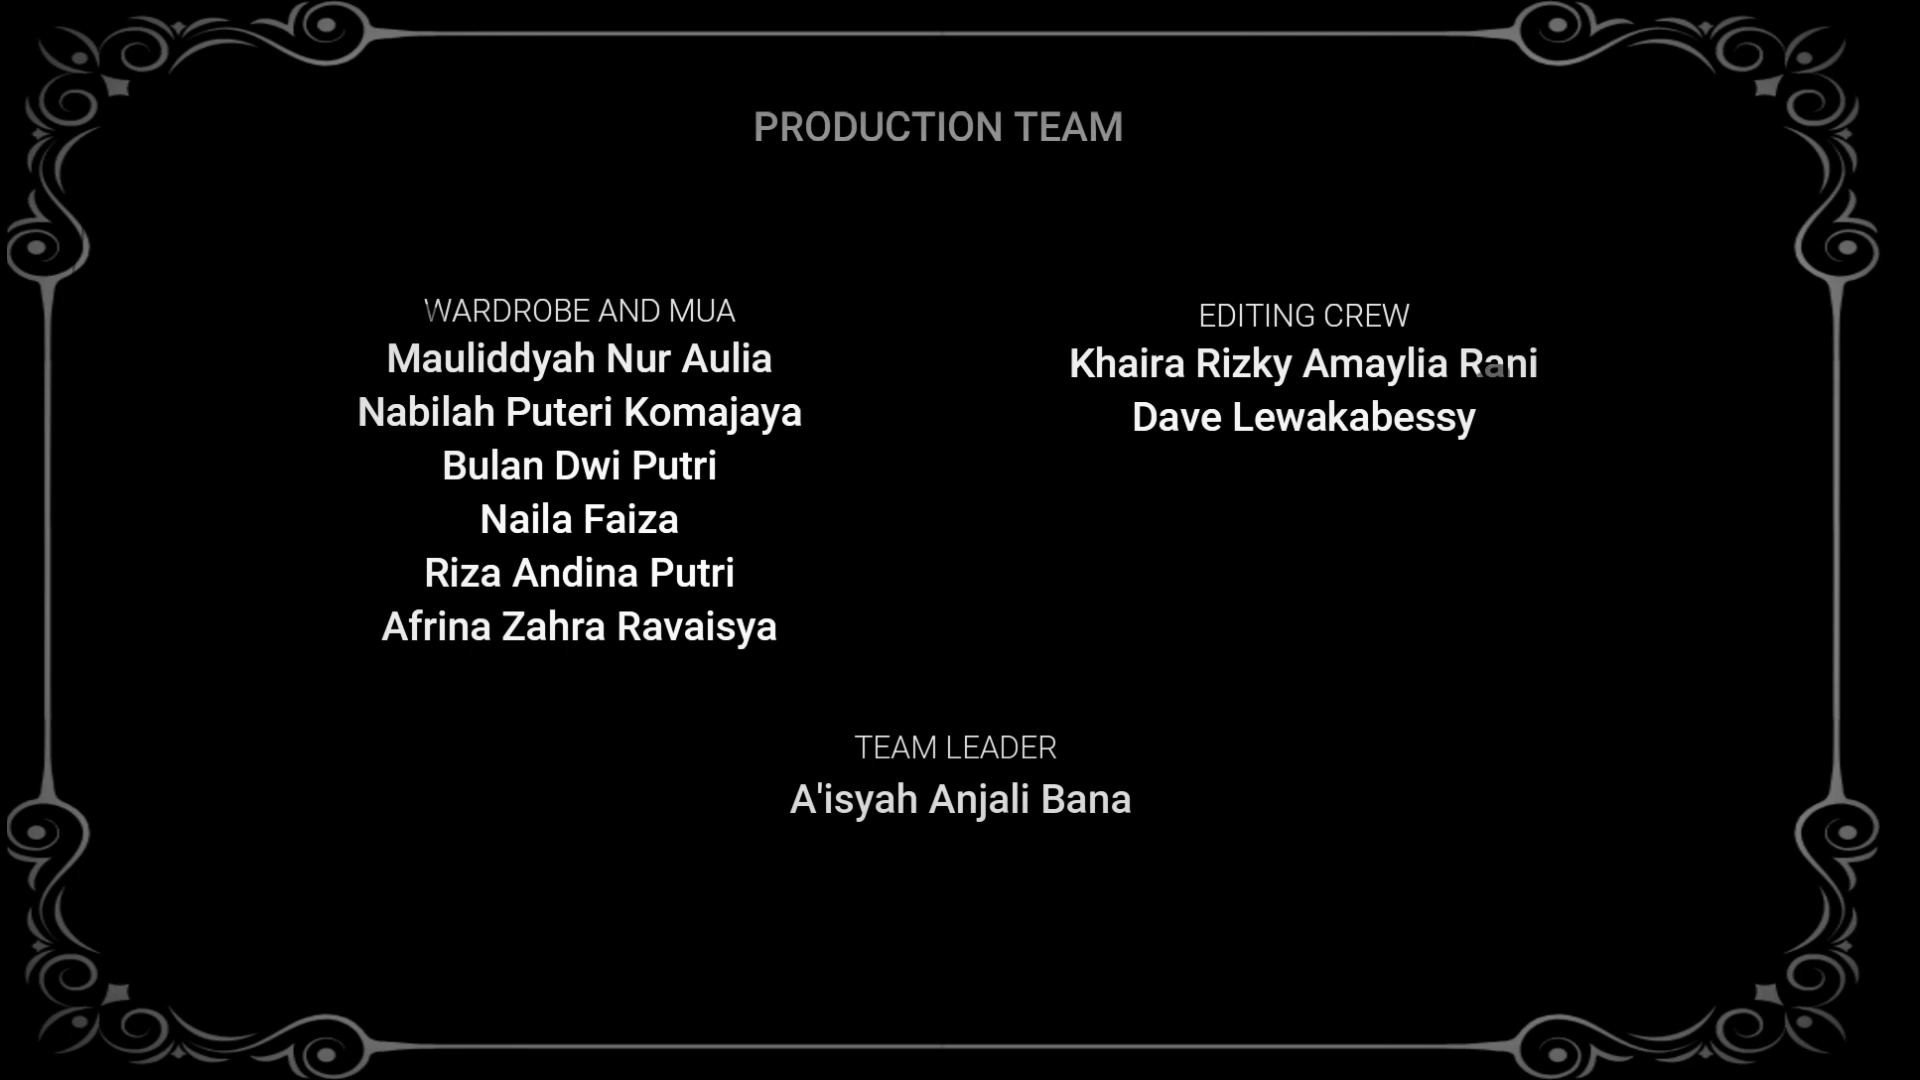 PRODUCTION TEAM
WARDROBE AND MUA
Mauliddyah Nur Aulia
Nabilah Puteri Komajaya
Bulan Dwi Putri
Naila Faiza
Riza Andina Putri
Afrina Zahra Ravaisya
EDITING CREW
Khaira Rizky Amaylia Rani
Dave Lewakabessy
TEAM LEADER
A'isyah Anjali Bana